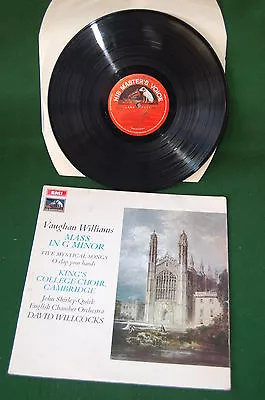 HIS MASTER'S VOICE
EMI
Vaughan Williams
MASS
IN G MINOR
FIVE MYSTICAL SONGS
O clap your hands
KING'S
COLLEGE CHOIR,
CAMBRIDGE
John Shirley-Quirk
English Chamber Orchestra
DAVID WILLCOCKS